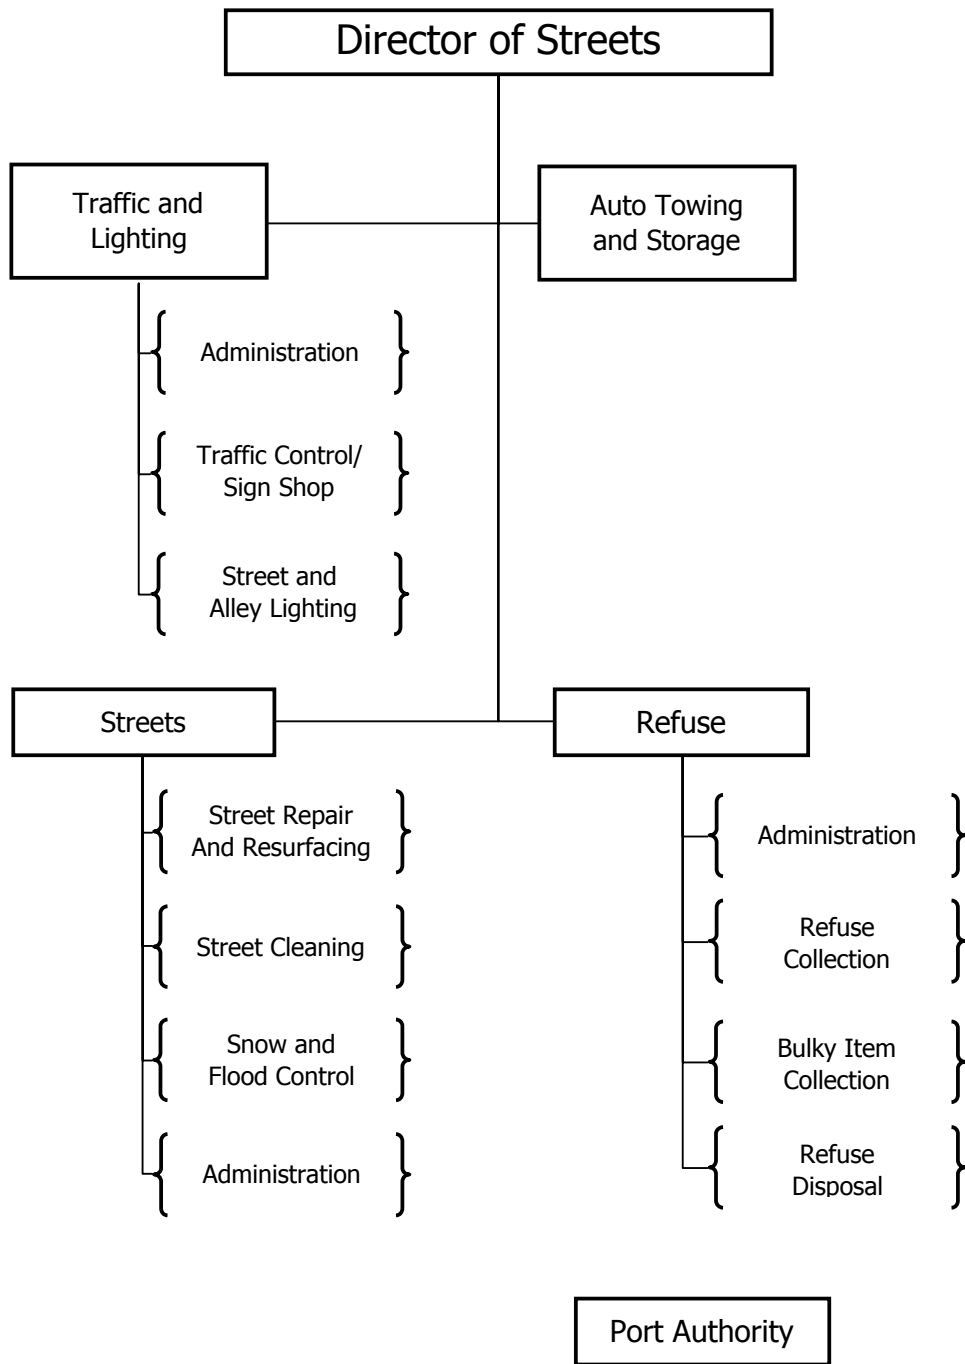 Director of Streets
Traffic and
Lighting
Auto Towing
and Storage
Administration
Traffic Control/
Sign Shop
Street and
Alley Lighting
Streets
Refuse
Street Repair
And Resurfacing
Street Cleaning
Snow and
Flood Control
Administration
Administration
Refuse
Collection
Bulky Item
Collection
Refuse
Disposal
Port Authority